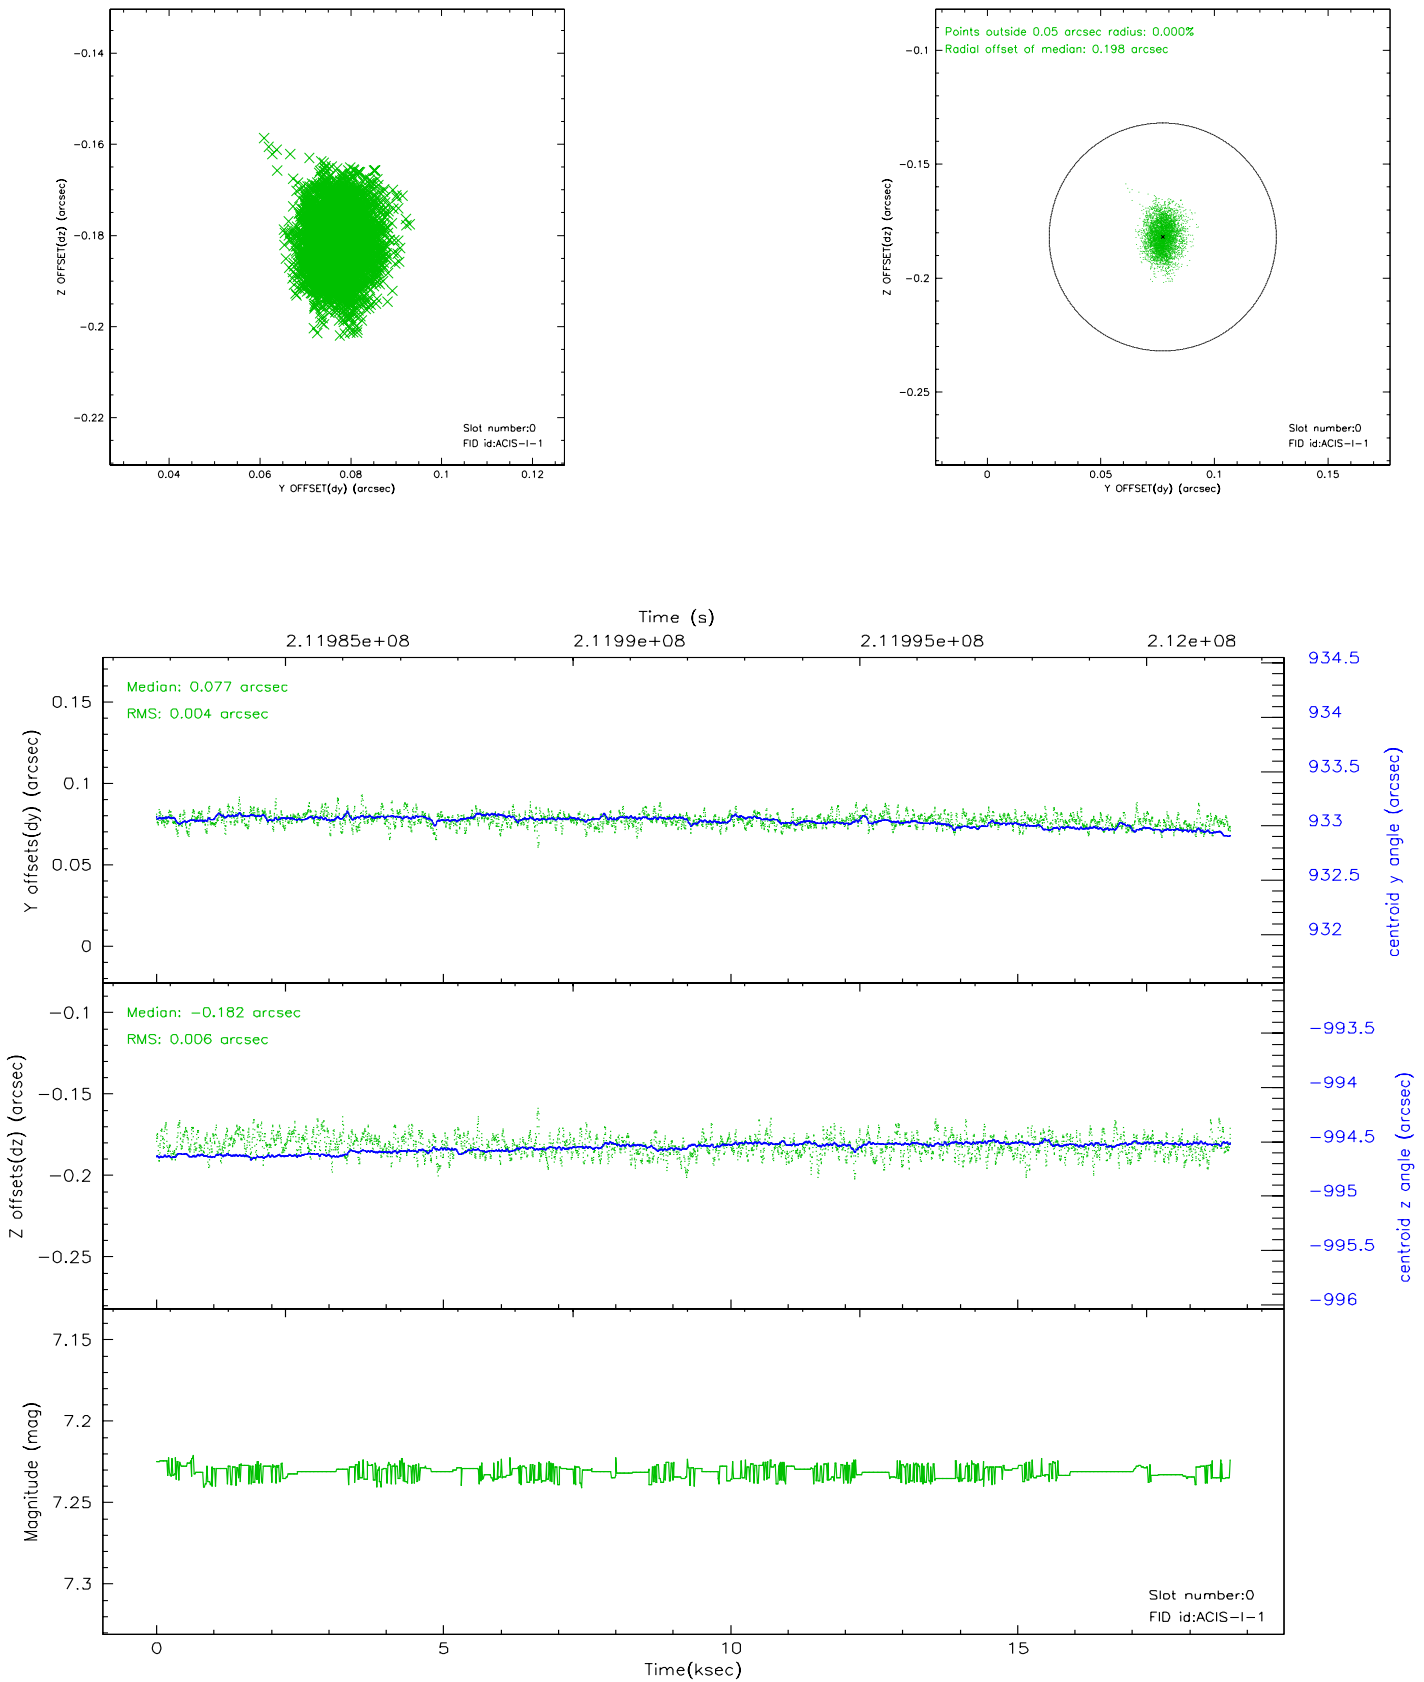 -0.14
-0.16
-0.18
-0.2
-0.22
Z OFFSET(dz) (arcsec)
Slot number:0
FID id:ACIS-I-1
0.04 0.06 0.08 0.1 0.12
Y OFFSET(dy) (arcsec)
Points outside 0.05 arcsec radius: 0.000%
Radial offset of median: 0.198 arcsec
-0.1
-0.15
-0.2
-0.25
Z OFFSET(dz) (arcsec)
Slot number:0
FID id:ACIS-I-1
0 0.05 0.1 0.15
Y OFFSET(dy) (arcsec)
Time (s)
2.11985e+08 2.1199e+08 2.11995e+08 2.12e+08
Median: 0.077 arcsec
RMS: 0.004 arcsec
0.15
0.1
0.05
0
Y offsets(dy) (arcsec)
934.5
934
933.5
933
932.5
932
centroid y angle (arcsec)
Median: -0.182 arcsec
RMS: 0.006 arcsec
-0.1
-0.15
-0.2
-0.25
Z offsets(dz) (arcsec)
-993.5
-994
-994.5
-995
-995.5
-996
centroid z angle (arcsec)
7.15
7.2
7.25
7.3
Magnitude (mag)
Slot number:0
FID id:ACIS-I-1
0 5 10 15
Time(ksec)